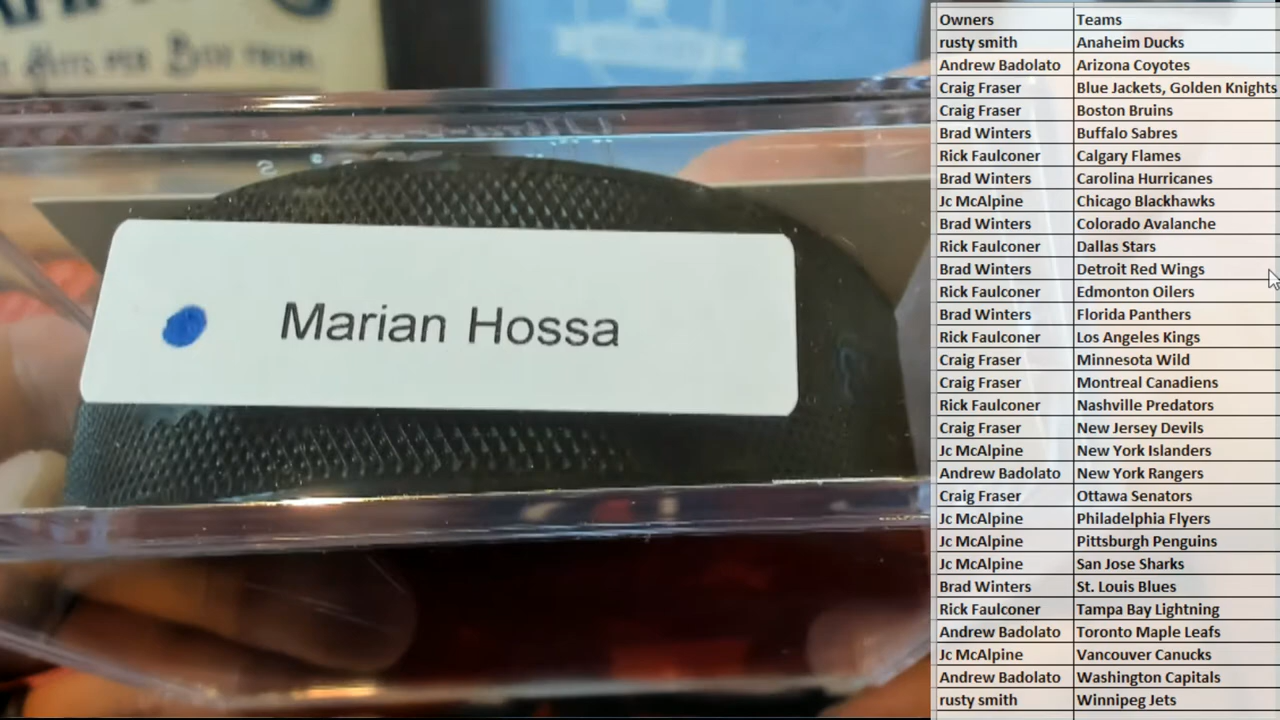 HITS PER BOX FROM.
Marian Hossa
Owners Teams
rusty smith Anaheim Ducks
Andrew Badolato Arizona Coyotes
Craig Fraser Blue Jackets, Golden Knights
Craig Fraser Boston Bruins
Brad Winters Buffalo Sabres
Rick Faulconer Calgary Flames
Brad Winters Carolina Hurricanes
Jc McAlpine Chicago Blackhawks
Brad Winters Colorado Avalanche
Rick Faulconer Dallas Stars
Brad Winters Detroit Red Wings
Rick Faulconer Edmonton Oilers
Brad Winters Florida Panthers
Rick Faulconer Los Angeles Kings
Craig Fraser Minnesota Wild
Craig Fraser Montreal Canadiens
Rick Faulconer Nashville Predators
Craig Fraser New Jersey Devils
Jc McAlpine New York Islanders
Andrew Badolato New York Rangers
Craig Fraser Ottawa Senators
Jc McAlpine Philadelphia Flyers
Jc McAlpine Pittsburgh Penguins
Jc McAlpine San Jose Sharks
Brad Winters St. Louis Blues
Rick Faulconer Tampa Bay Lightning
Andrew Badolato Toronto Maple Leafs
Jc McAlpine Vancouver Canucks
Andrew Badolato Washington Capitals
rusty smith Winnipeg Jets